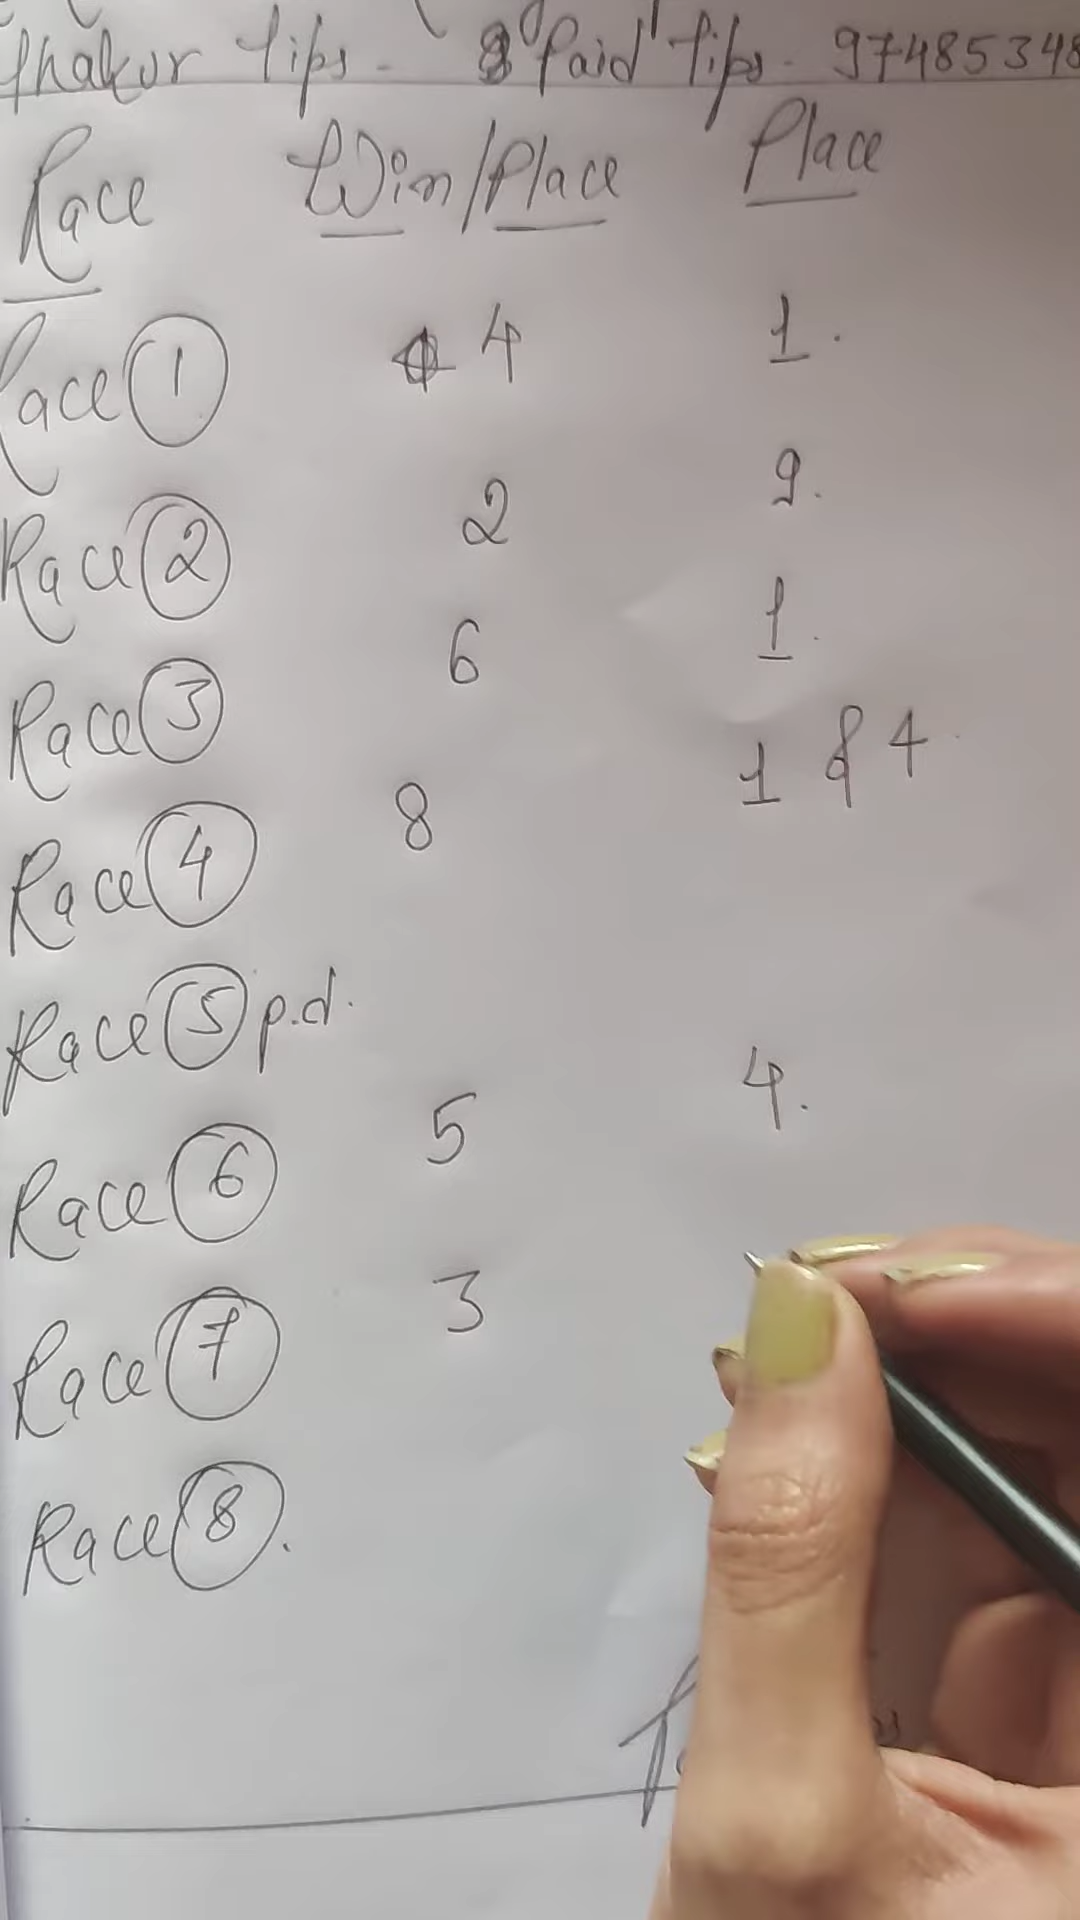 Thakur Tips - Paid Tips - 97485348
Race Win/Place Place
Race 1 4 1.
Race 2 2 9.
Race 3 6 1.
Race 4 8 1 & 4
Race 5 p.d.
Race 6 5 4.
Race 7 3
Race 8.